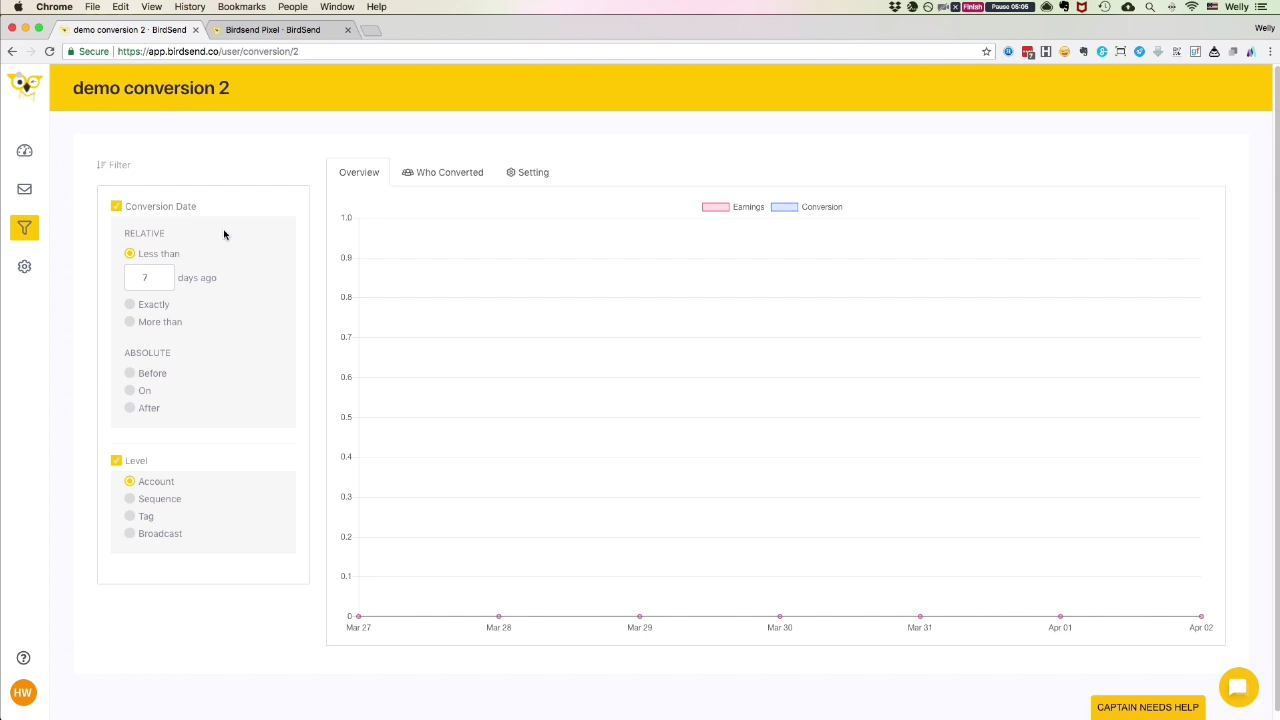 Chrome File Edit View History Bookmarks People Window Help
Finish Pause 05:05 Welly
demo conversion 2 · BirdSend Birdsend Pixel - BirdSend Welly
Secure https://app.birdsend.co/user/conversion/2
demo conversion 2
Filter
Overview Who Converted Setting
Conversion Date
RELATIVE
Less than
7 days ago
Exactly
More than
ABSOLUTE
Before
On
After
Level
Account
Sequence
Tag
Broadcast
Earnings Conversion
1.0
0.9
0.8
0.7
0.6
0.5
0.4
0.3
0.2
0.1
0
Mar 27 Mar 28 Mar 29 Mar 30 Mar 31 Apr 01 Apr 02
HW
CAPTAIN NEEDS HELP